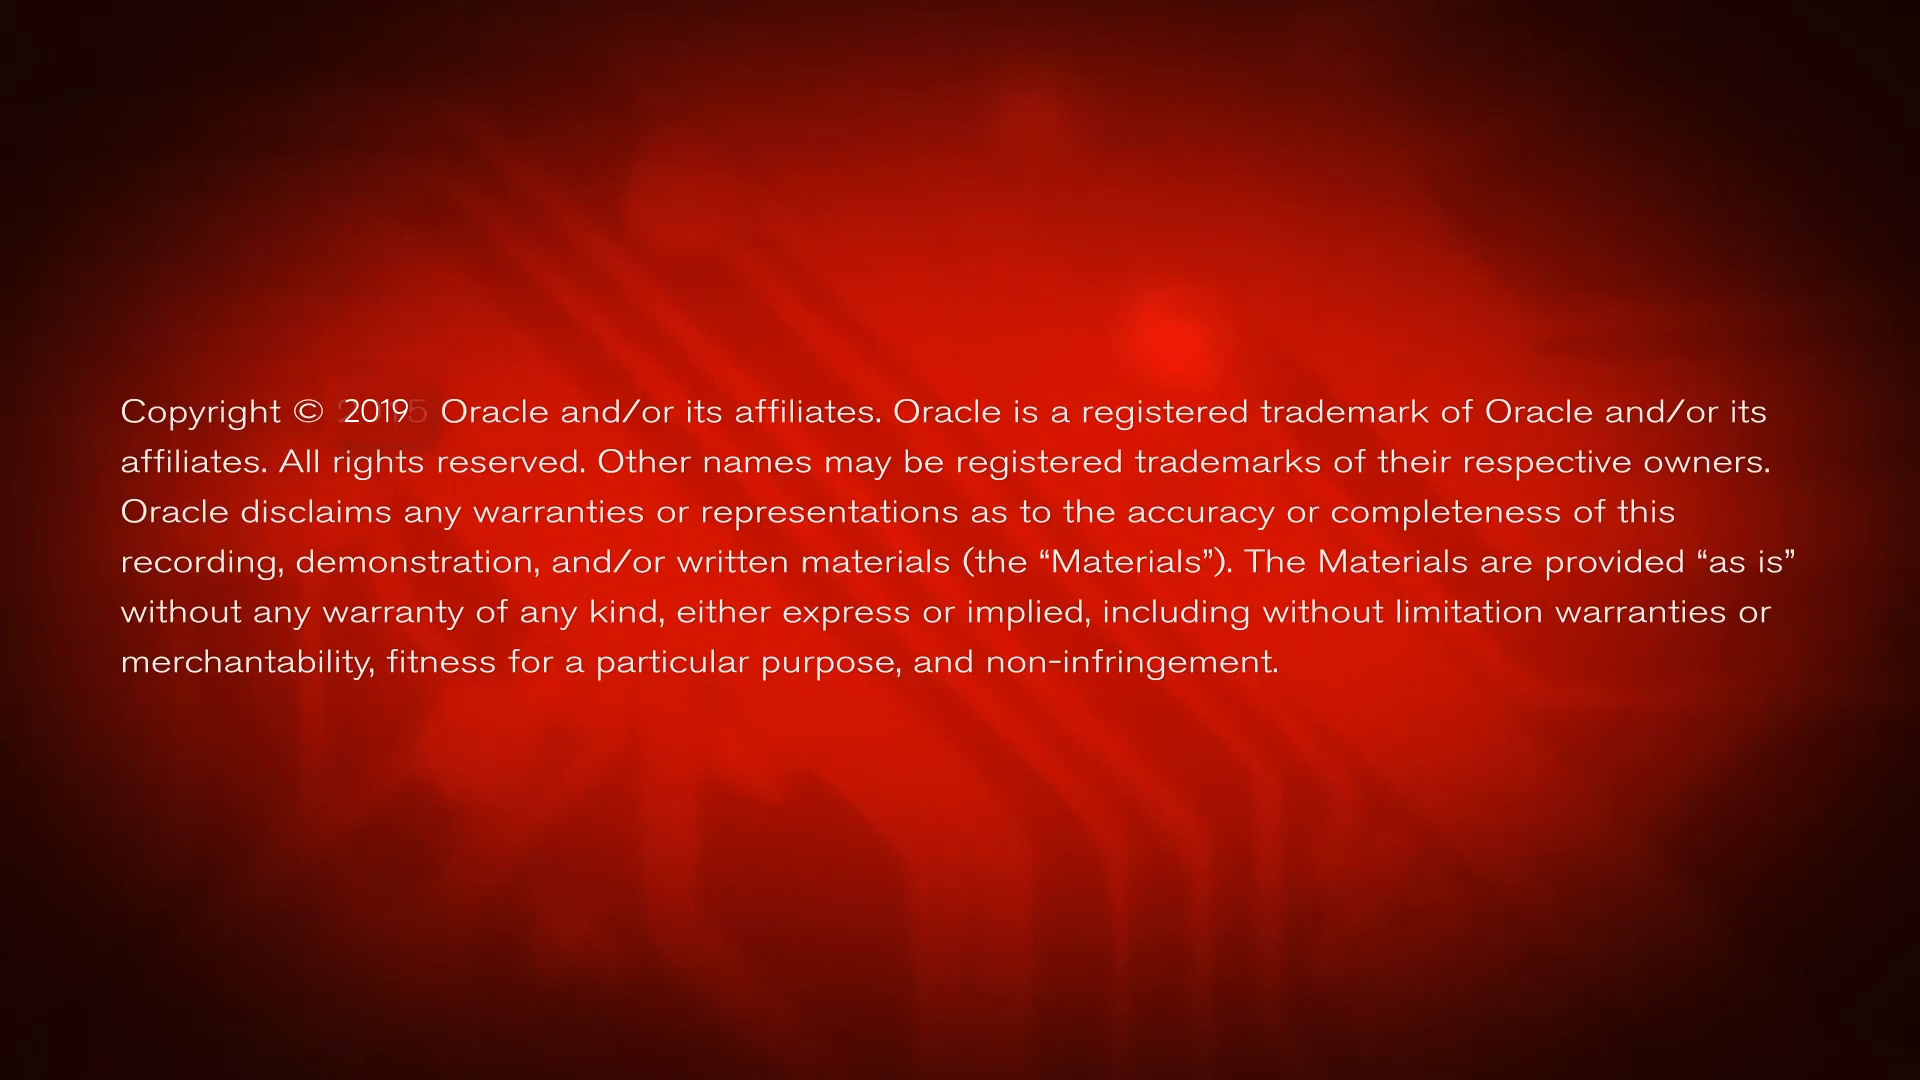 Copyright © 2019 Oracle and/or its affiliates. Oracle is a registered trademark of Oracle and/or its
affiliates. All rights reserved. Other names may be registered trademarks of their respective owners.
Oracle disclaims any warranties or representations as to the accuracy or completeness of this
recording, demonstration, and/or written materials (the “Materials”). The Materials are provided “as is”
without any warranty of any kind, either express or implied, including without limitation warranties or
merchantability, fitness for a particular purpose, and non-infringement.